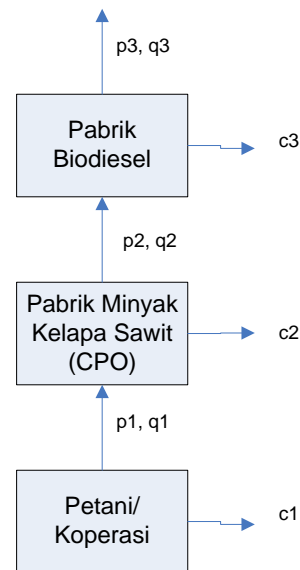 p3, q3
Pabrik
Biodiesel
c3
p2, q2
Pabrik Minyak
Kelapa Sawit
(CPO)
c2
p1, q1
Petani/
Koperasi
c1